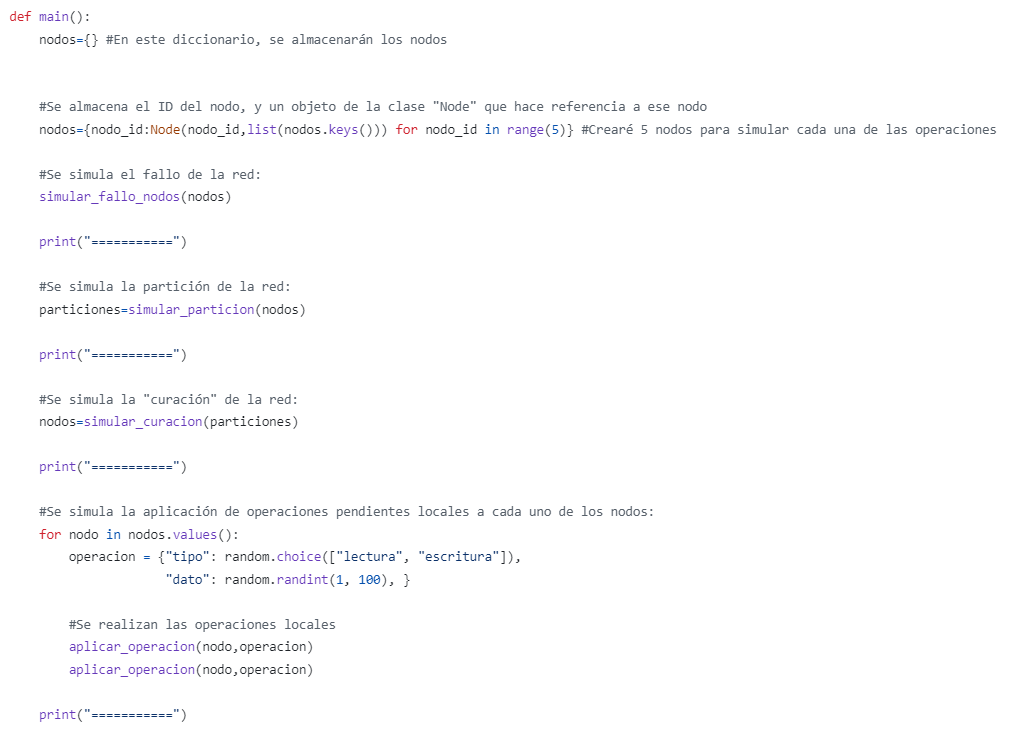 def main():
    nodos={} #En este diccionario, se almacenarán los nodos
    #Se almacena el ID del nodo, y un objeto de la clase "Node" que hace referencia a ese nodo
    nodos={nodo_id:Node(nodo_id,list(nodos.keys())) for nodo_id in range(5)} #Crearé 5 nodos para simular cada una de las operaciones
    #Se simula el fallo de la red:
    simular_fallo_nodos(nodos)
    print("===========")
    #Se simula la partición de la red:
    particiones=simular_particion(nodos)
    print("===========")
    #Se simula la "curación" de la red:
    nodos=simular_curacion(particiones)
    print("===========")
    #Se simula la aplicación de operaciones pendientes locales a cada uno de los nodos:
    for nodo in nodos.values():
        operacion = {"tipo": random.choice(["lectura", "escritura"]),
                     "dato": random.randint(1, 100), }
        #Se realizan las operaciones locales
        aplicar_operacion(nodo,operacion)
        aplicar_operacion(nodo,operacion)
    print("===========")